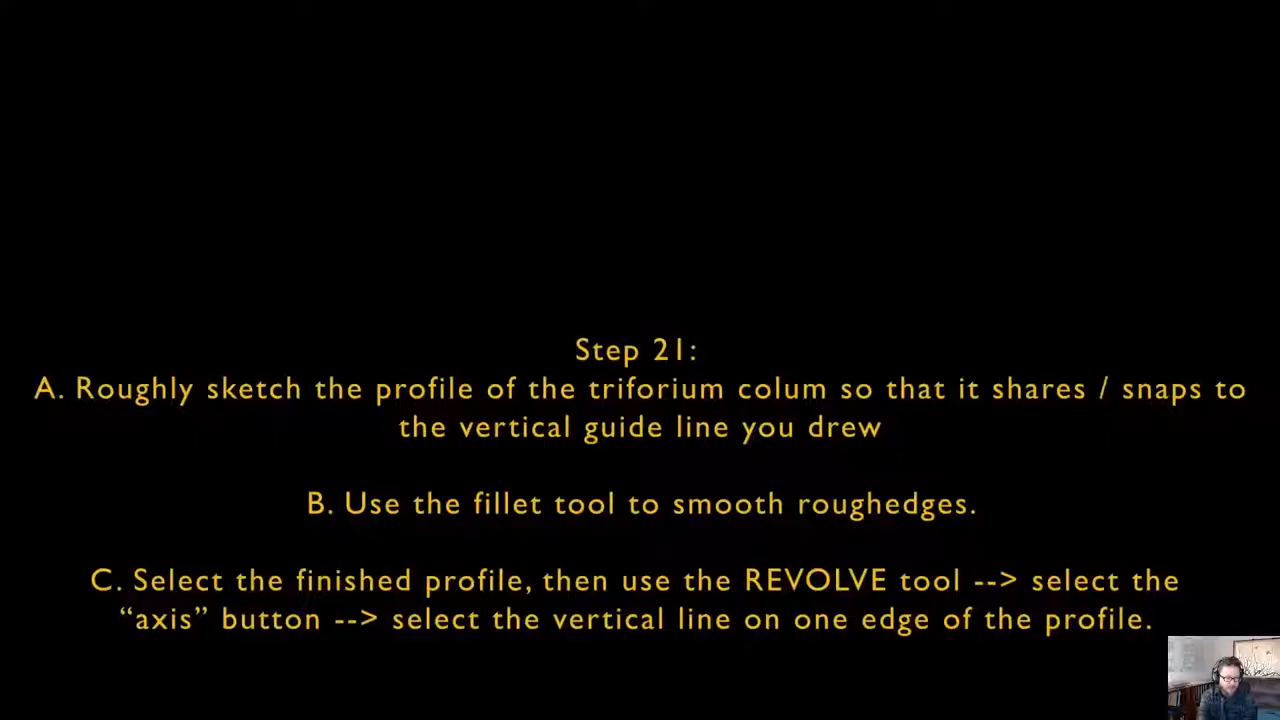 Step 21:
A. Roughly sketch the profile of the triforium colum so that it shares / snaps to
the vertical guide line you drew
B. Use the fillet tool to smooth roughedges.
C. Select the finished profile, then use the REVOLVE tool --> select the
“axis” button --> select the vertical line on one edge of the profile.